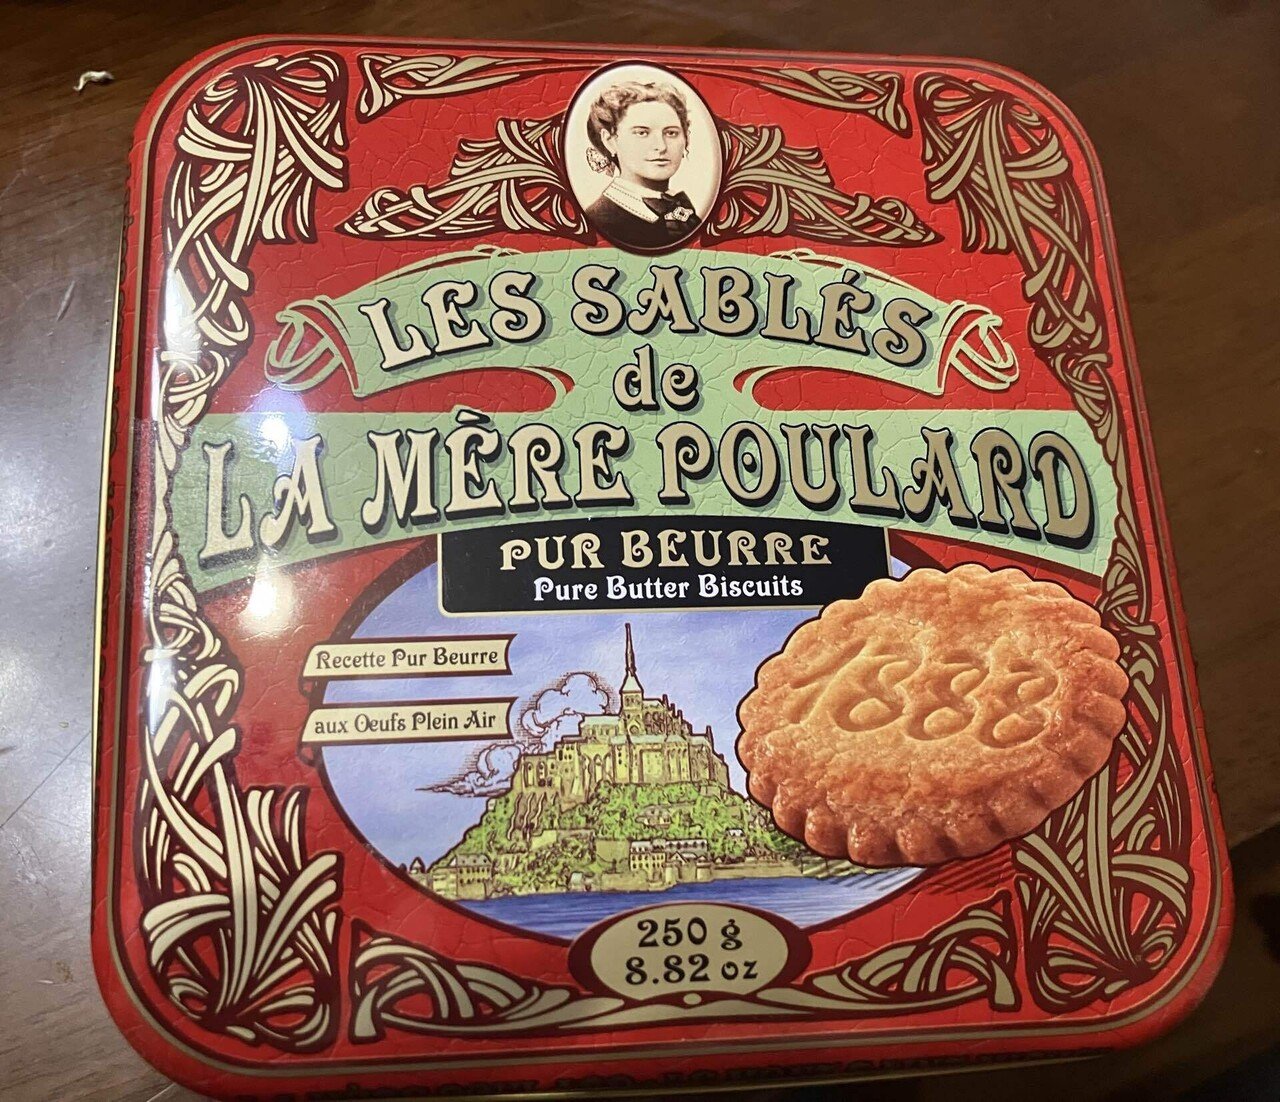 LES SABLÉS
de
LA MÈRE POULARD
PUR BEURRE
Pure Butter Biscuits
Recette Pur Beurre
aux Oeufs Plein Air
1888
250 g
8.82 oz